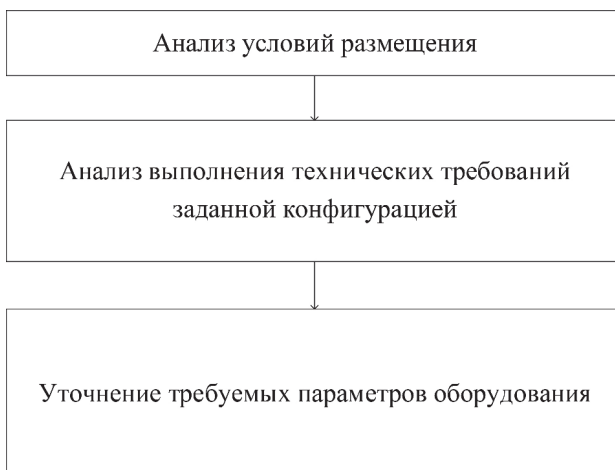 Анализ условий размещения
Анализ выполнения технических требований
заданной конфигурацией
Уточнение требуемых параметров оборудования